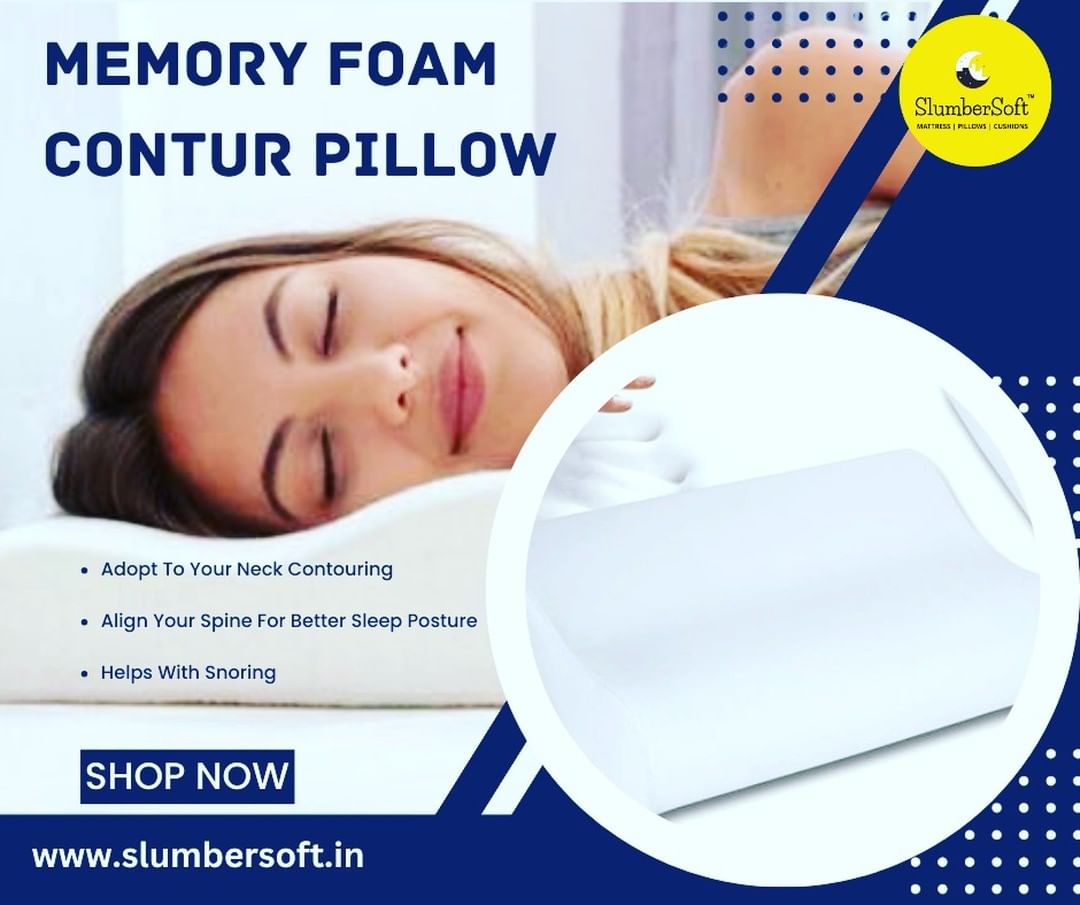 MEMORY FOAM
CONTUR PILLOW
SlumberSoft™
MATTRESS | PILLOWS | CUSHIONS
• Adopt To Your Neck Contouring
• Align Your Spine For Better Sleep Posture
• Helps With Snoring
SHOP NOW
www.slumbersoft.in